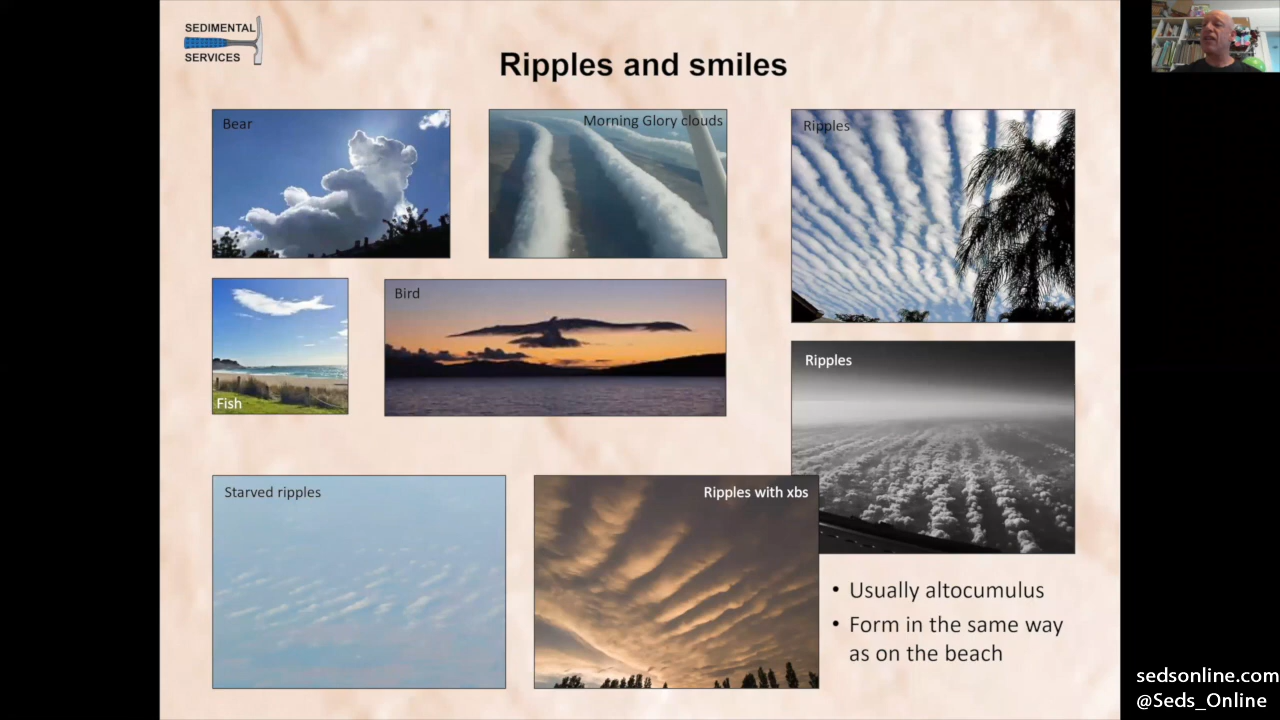 SEDIMENTAL
SERVICES
Ripples and smiles
Bear
Morning Glory clouds
Ripples
Fish
Bird
Ripples
Starved ripples
Ripples with xbs
• Usually altocumulus
• Form in the same way
as on the beach
sedsonline.com
@Seds_Online